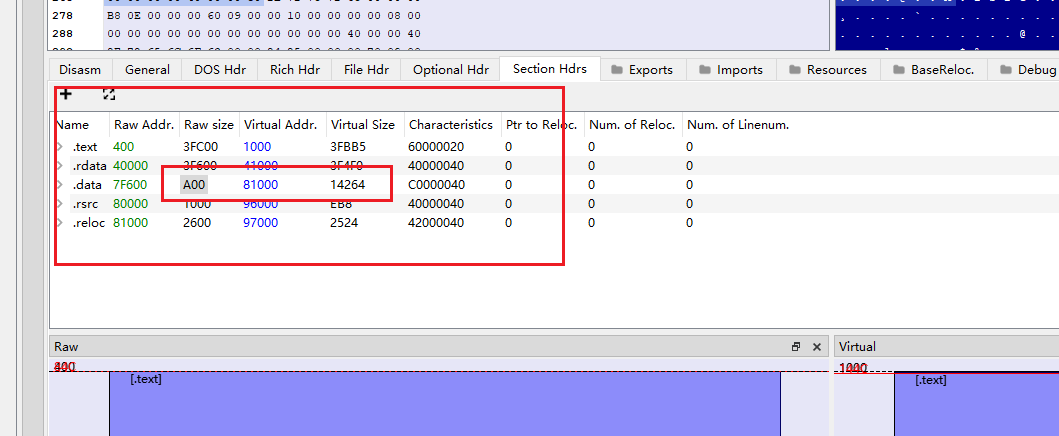 278 B8 0E 00 00 00 60 09 00 00 10 00 00 00 00 08 00
288 00 00 00 00 00 00 00 00 00 00 00 00 40 00 00 40
Disasm General DOS Hdr Rich Hdr File Hdr Optional Hdr Section Hdrs Exports Imports Resources BaseReloc. Debug
Name Raw Addr. Raw size Virtual Addr. Virtual Size Characteristics Ptr to Reloc. Num. of Reloc. Num. of Linenum.
.text 400 3FC00 1000 3FBB5 60000020 0 0 0
.rdata 40000 3F600 41000 3F4F0 40000040 0 0 0
.data 7F600 A00 81000 14264 C0000040 0 0 0
.rsrc 80000 1000 96000 EB8 40000040 0 0 0
.reloc 81000 2600 97000 2524 42000040 0 0 0
Raw Virtual
[.text] [.text]